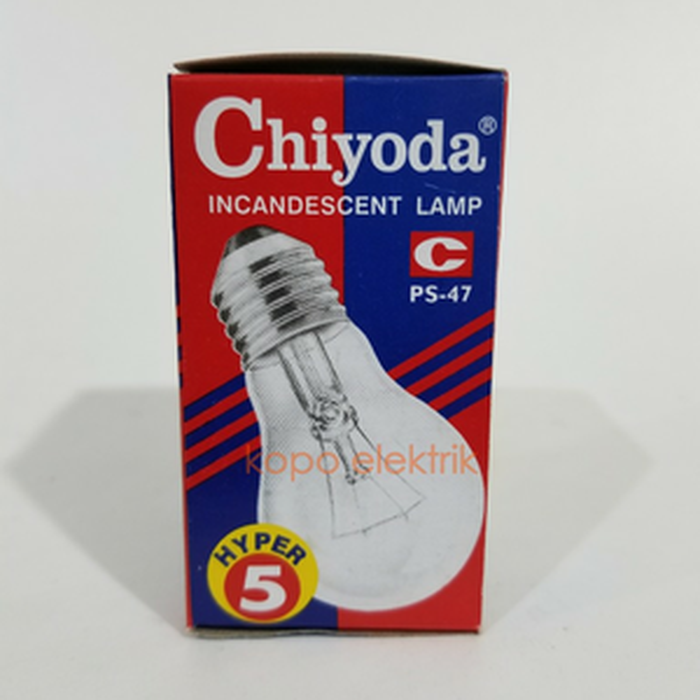 Chiyoda®
INCANDESCENT LAMP
C
PS-47
kopo elektrik
HYPER
5